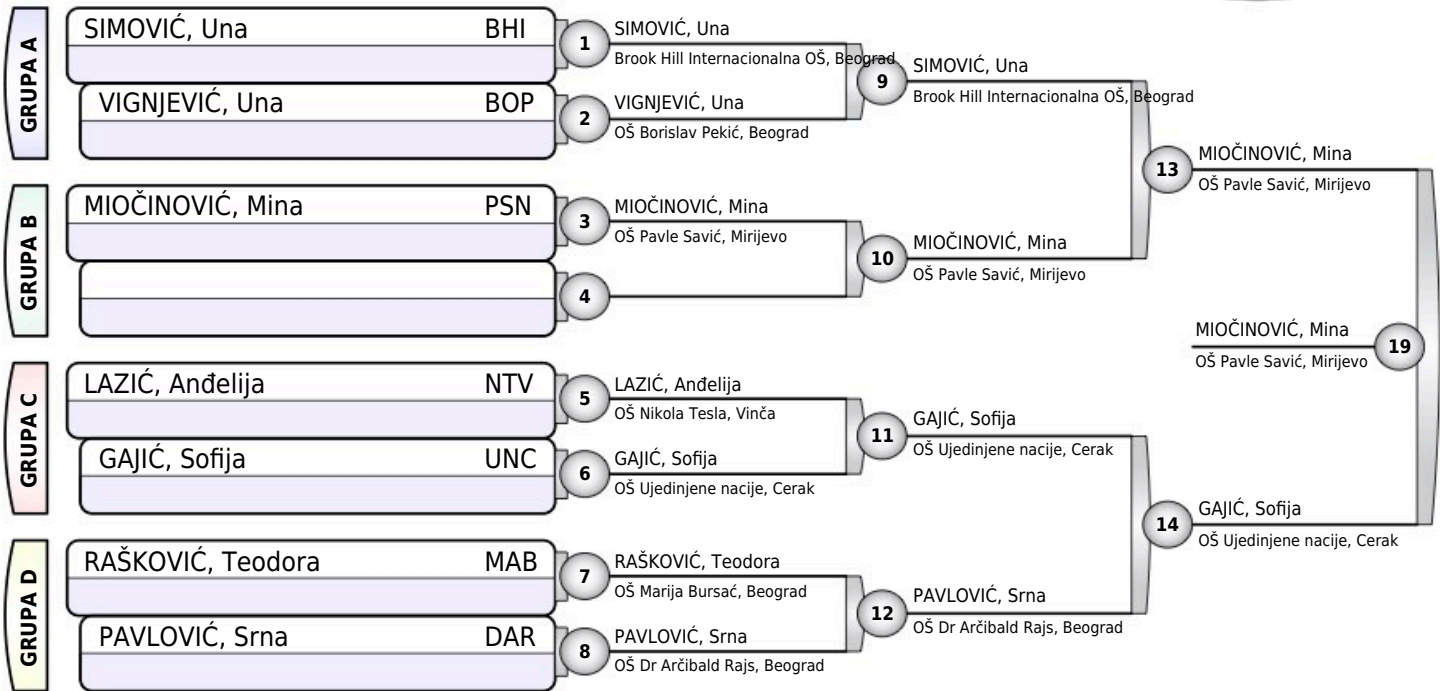 GRUPA A
SIMOVIĆ, Una BHI
VIGNJEVIĆ, Una BOP
GRUPA B
MIOČINOVIĆ, Mina PSN
GRUPA C
LAZIĆ, Anđelija NTV
GAJIĆ, Sofija UNC
GRUPA D
RAŠKOVIĆ, Teodora MAB
PAVLOVIĆ, Srna DAR
1
SIMOVIĆ, Una
Brook Hill Internacionalna OŠ, Beograd
2
VIGNJEVIĆ, Una
OŠ Borislav Pekić, Beograd
3
MIOČINOVIĆ, Mina
OŠ Pavle Savić, Mirijevo
4
5
LAZIĆ, Anđelija
OŠ Nikola Tesla, Vinča
6
GAJIĆ, Sofija
OŠ Ujedinjene nacije, Cerak
7
RAŠKOVIĆ, Teodora
OŠ Marija Bursać, Beograd
8
PAVLOVIĆ, Srna
OŠ Dr Arčibald Rajs, Beograd
9
SIMOVIĆ, Una
Brook Hill Internacionalna OŠ, Beograd
10
MIOČINOVIĆ, Mina
OŠ Pavle Savić, Mirijevo
11
GAJIĆ, Sofija
OŠ Ujedinjene nacije, Cerak
12
PAVLOVIĆ, Srna
OŠ Dr Arčibald Rajs, Beograd
13
MIOČINOVIĆ, Mina
OŠ Pavle Savić, Mirijevo
14
GAJIĆ, Sofija
OŠ Ujedinjene nacije, Cerak
MIOČINOVIĆ, Mina
OŠ Pavle Savić, Mirijevo
19